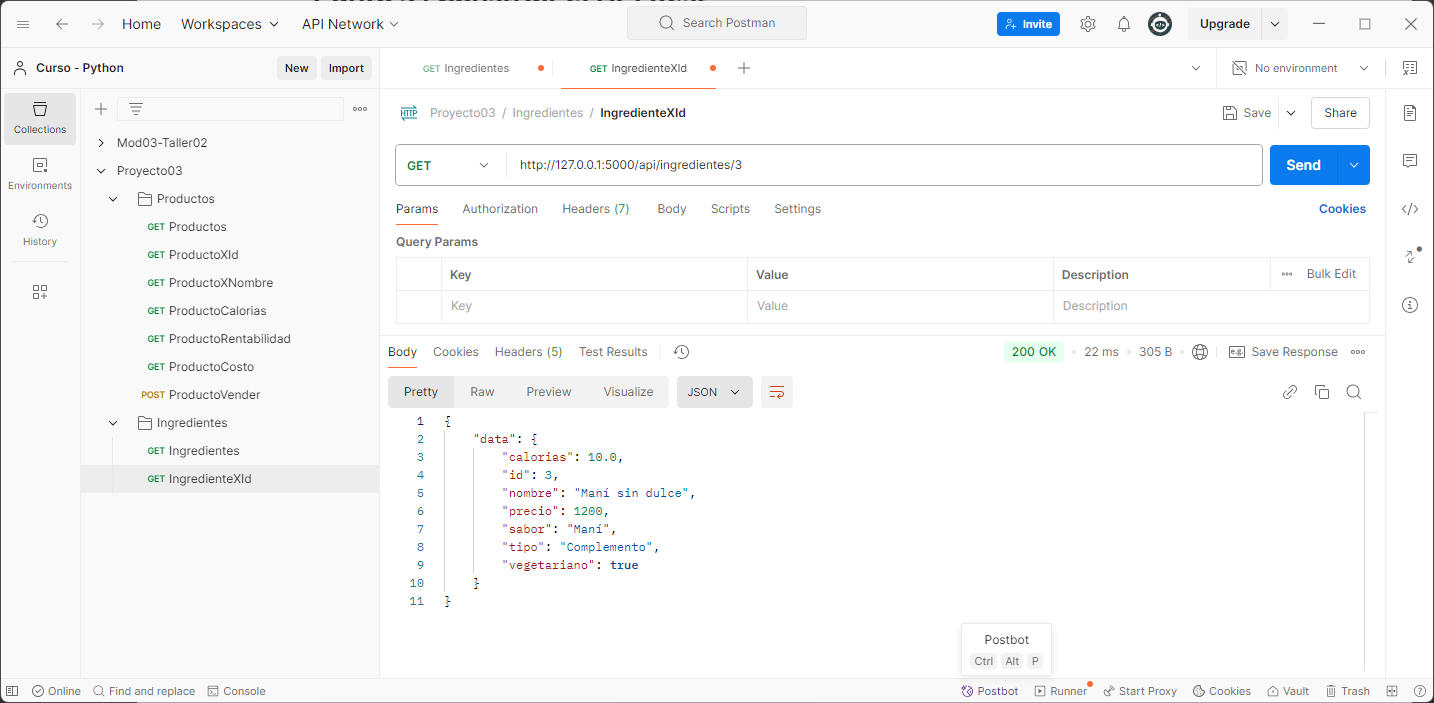 Home Workspaces API Network Search Postman Invite Upgrade
Curso - Python New Import GET Ingredientes GET IngredienteXId No environment
Collections
Environments
History
Mod03-Taller02
Proyecto03
Productos
GET Productos
GET ProductoXId
GET ProductoXNombre
GET ProductoCalorias
GET ProductoRentabilidad
GET ProductoCosto
POST ProductoVender
Ingredientes
GET Ingredientes
GET IngredienteXId
HTTP Proyecto03 / Ingredientes / IngredienteXId Save Share
GET http://127.0.0.1:5000/api/ingredientes/3 Send
Params Authorization Headers (7) Body Scripts Settings Cookies
Query Params
Key Value Description Bulk Edit
Key Value Description
Body Cookies Headers (5) Test Results 200 OK 22 ms 305 B e.g. Save Response
Pretty Raw Preview Visualize JSON
1 {
2 "data": {
3 "calorias": 10.0,
4 "id": 3,
5 "nombre": "Maní sin dulce",
6 "precio": 1200,
7 "sabor": "Maní",
8 "tipo": "Complemento",
9 "vegetariano": true
10 }
11 }
Postbot
Ctrl Alt P
Online Find and replace Console Postbot Runner Start Proxy Cookies Vault Trash